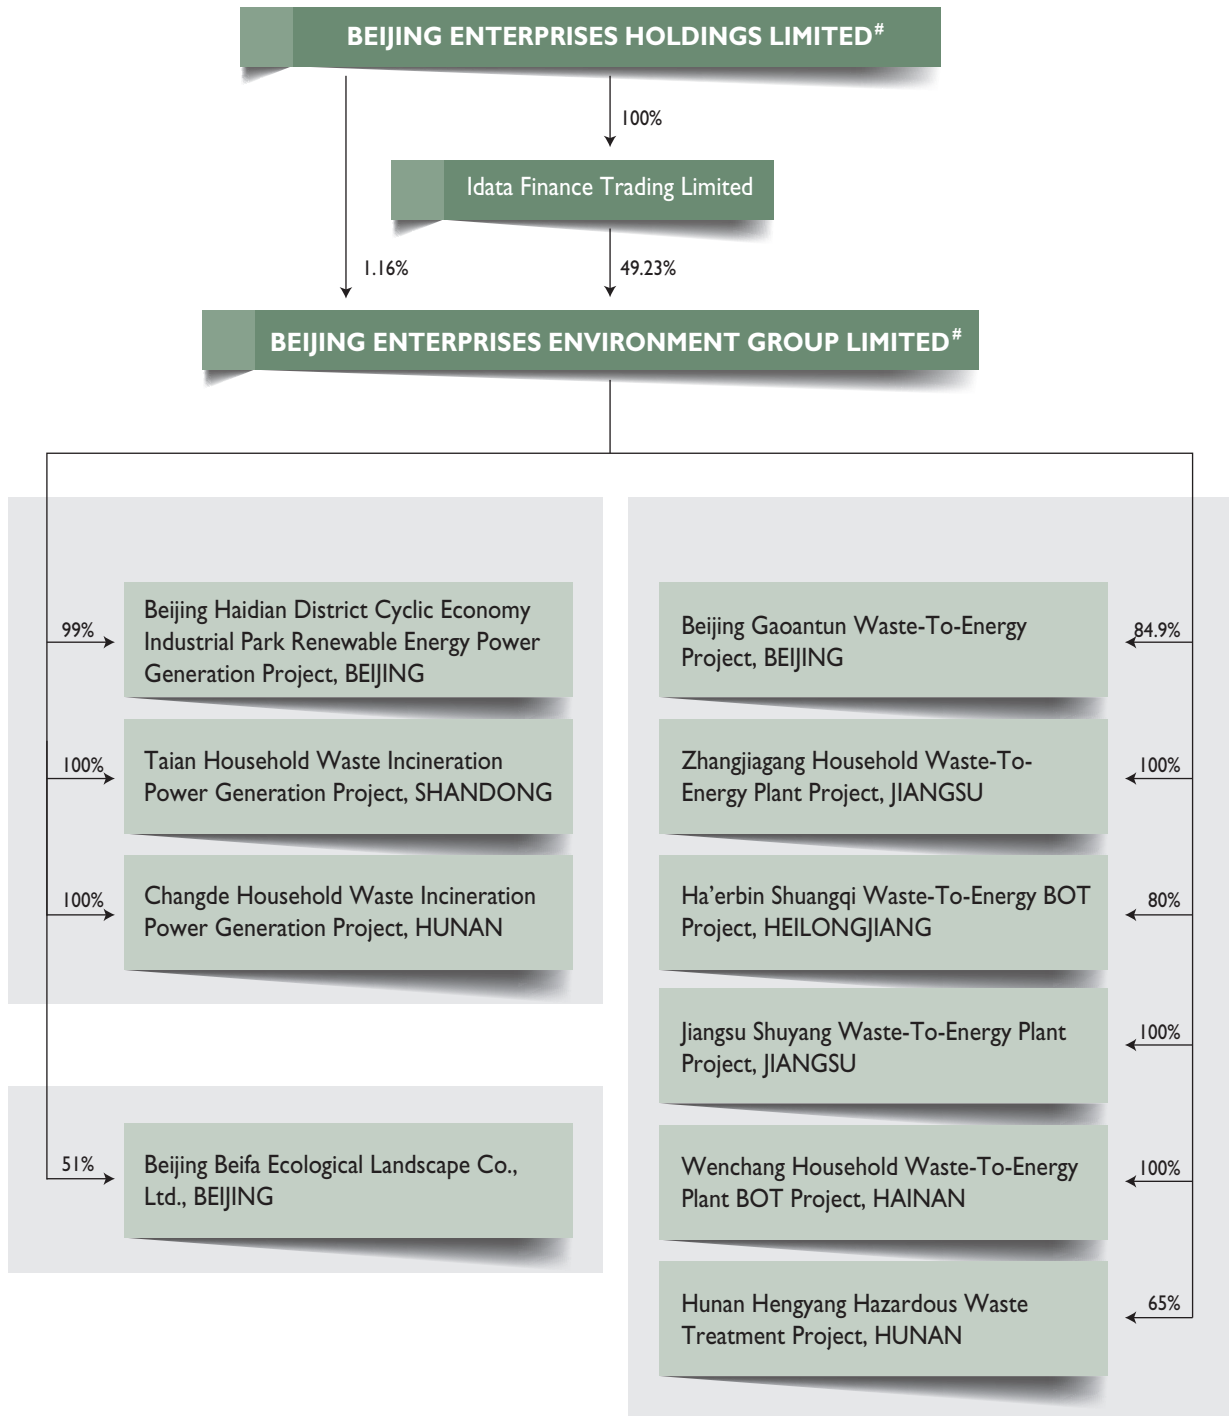 BEIJING ENTERPRISES HOLDINGS LIMITED#
100%
Idata Finance Trading Limited
1.16%
49.23%
BEIJING ENTERPRISES ENVIRONMENT GROUP LIMITED#
99%
Beijing Haidian District Cyclic Economy
Industrial Park Renewable Energy Power
Generation Project, BEIJING
100%
Taian Household Waste Incineration
Power Generation Project, SHANDONG
100%
Changde Household Waste Incineration
Power Generation Project, HUNAN
51%
Beijing Beifa Ecological Landscape Co.,
Ltd., BEIJING
Beijing Gaoantun Waste-To-Energy
Project, BEIJING
84.9%
Zhangjiagang Household Waste-To-
Energy Plant Project, JIANGSU
100%
Ha’erbin Shuangqi Waste-To-Energy BOT
Project, HEILONGJIANG
80%
Jiangsu Shuyang Waste-To-Energy Plant
Project, JIANGSU
100%
Wenchang Household Waste-To-Energy
Plant BOT Project, HAINAN
100%
Hunan Hengyang Hazardous Waste
Treatment Project, HUNAN
65%